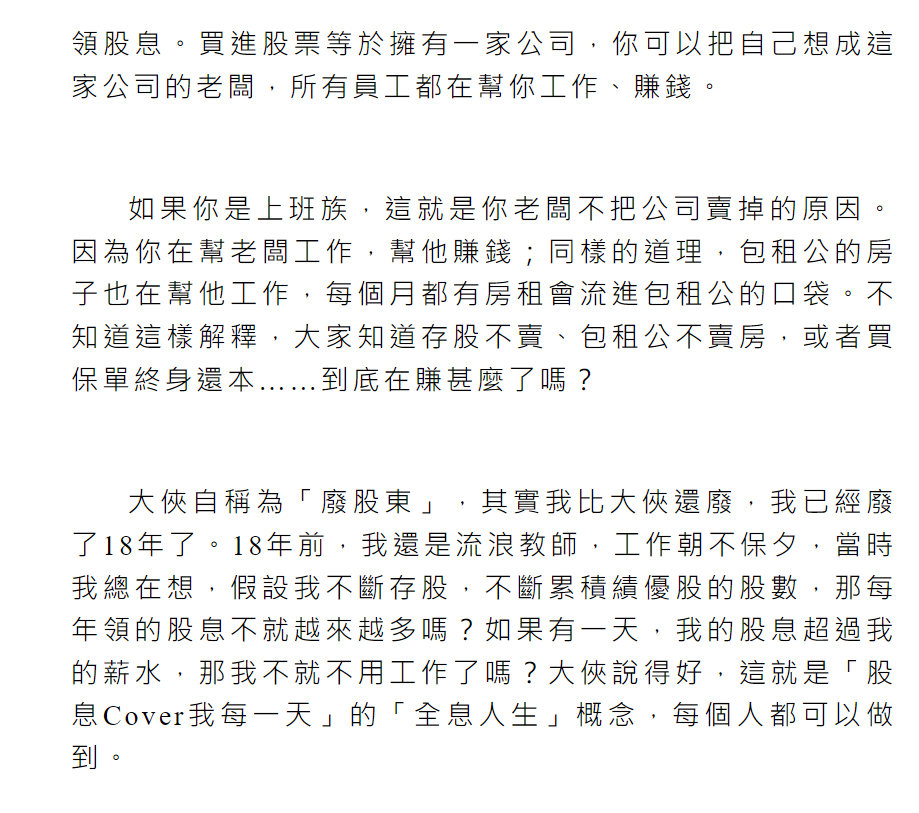 領股息。買進股票等於擁有一家公司，你可以把自己想成這
家公司的老闆，所有員工都在幫你工作、賺錢。
如果你是上班族，這就是你老闆不把公司賣掉的原因。
因為你在幫老闆工作，幫他賺錢；同樣的道理，包租公的房
子也在幫他工作，每個月都有房租會流進包租公的口袋。不
知道這樣解釋，大家知道存股不賣、包租公不賣房，或者買
保單終身還本……到底在賺甚麼了嗎？
大俠自稱為「廢股東」，其實我比大俠還廢，我已經廢
了18年了。18年前，我還是流浪教師，工作朝不保夕，當時
我總在想，假設我不斷存股，不斷累積績優股的股數，那每
年領的股息不就越來越多嗎？如果有一天，我的股息超過我
的薪水，那我不就不用工作了嗎？大俠說得好，這就是「股
息Cover我每一天」的「全息人生」概念，每個人都可以做
到。